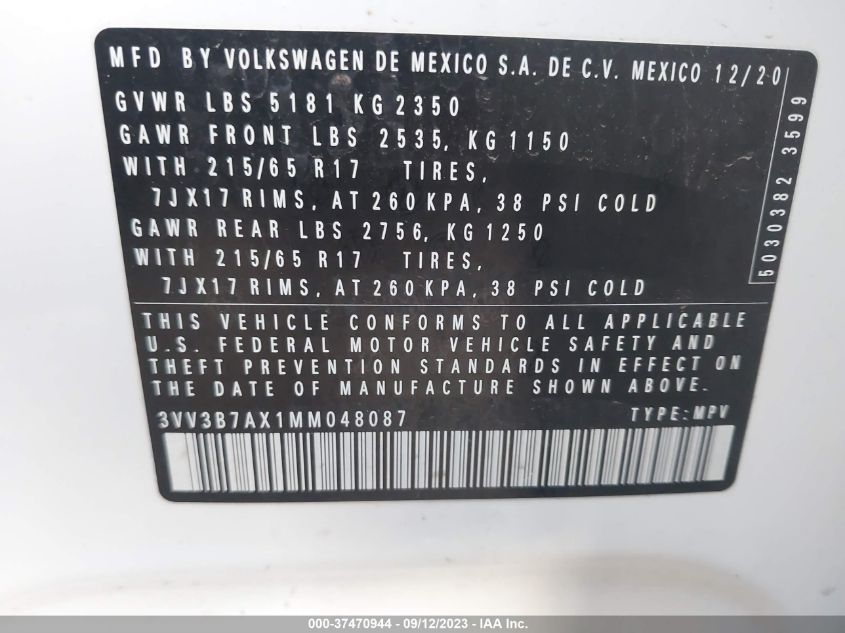 MFD BY VOLKSWAGEN DE MEXICO S.A. DE C.V. MEXICO 12/20
GVWR LBS 5181 KG 2350
GAWR FRONT LBS 2535, KG 1150
WITH 215/65 R17 TIRES,
7JX17 RIMS, AT 260 KPA, 38 PSI COLD
GAWR REAR LBS 2756, KG 1250
WITH 215/65 R17 TIRES,
7JX17 RIMS, AT 260 KPA, 38 PSI COLD
5030382 3599
THIS VEHICLE CONFORMS TO ALL APPLICABLE
U.S. FEDERAL MOTOR VEHICLE SAFETY AND
THEFT PREVENTION STANDARDS IN EFFECT ON
THE DATE OF MANUFACTURE SHOWN ABOVE.
3VV3B7AX1MM048087 TYPE: MPV
000-37470944 - 09/12/2023 - IAA Inc.